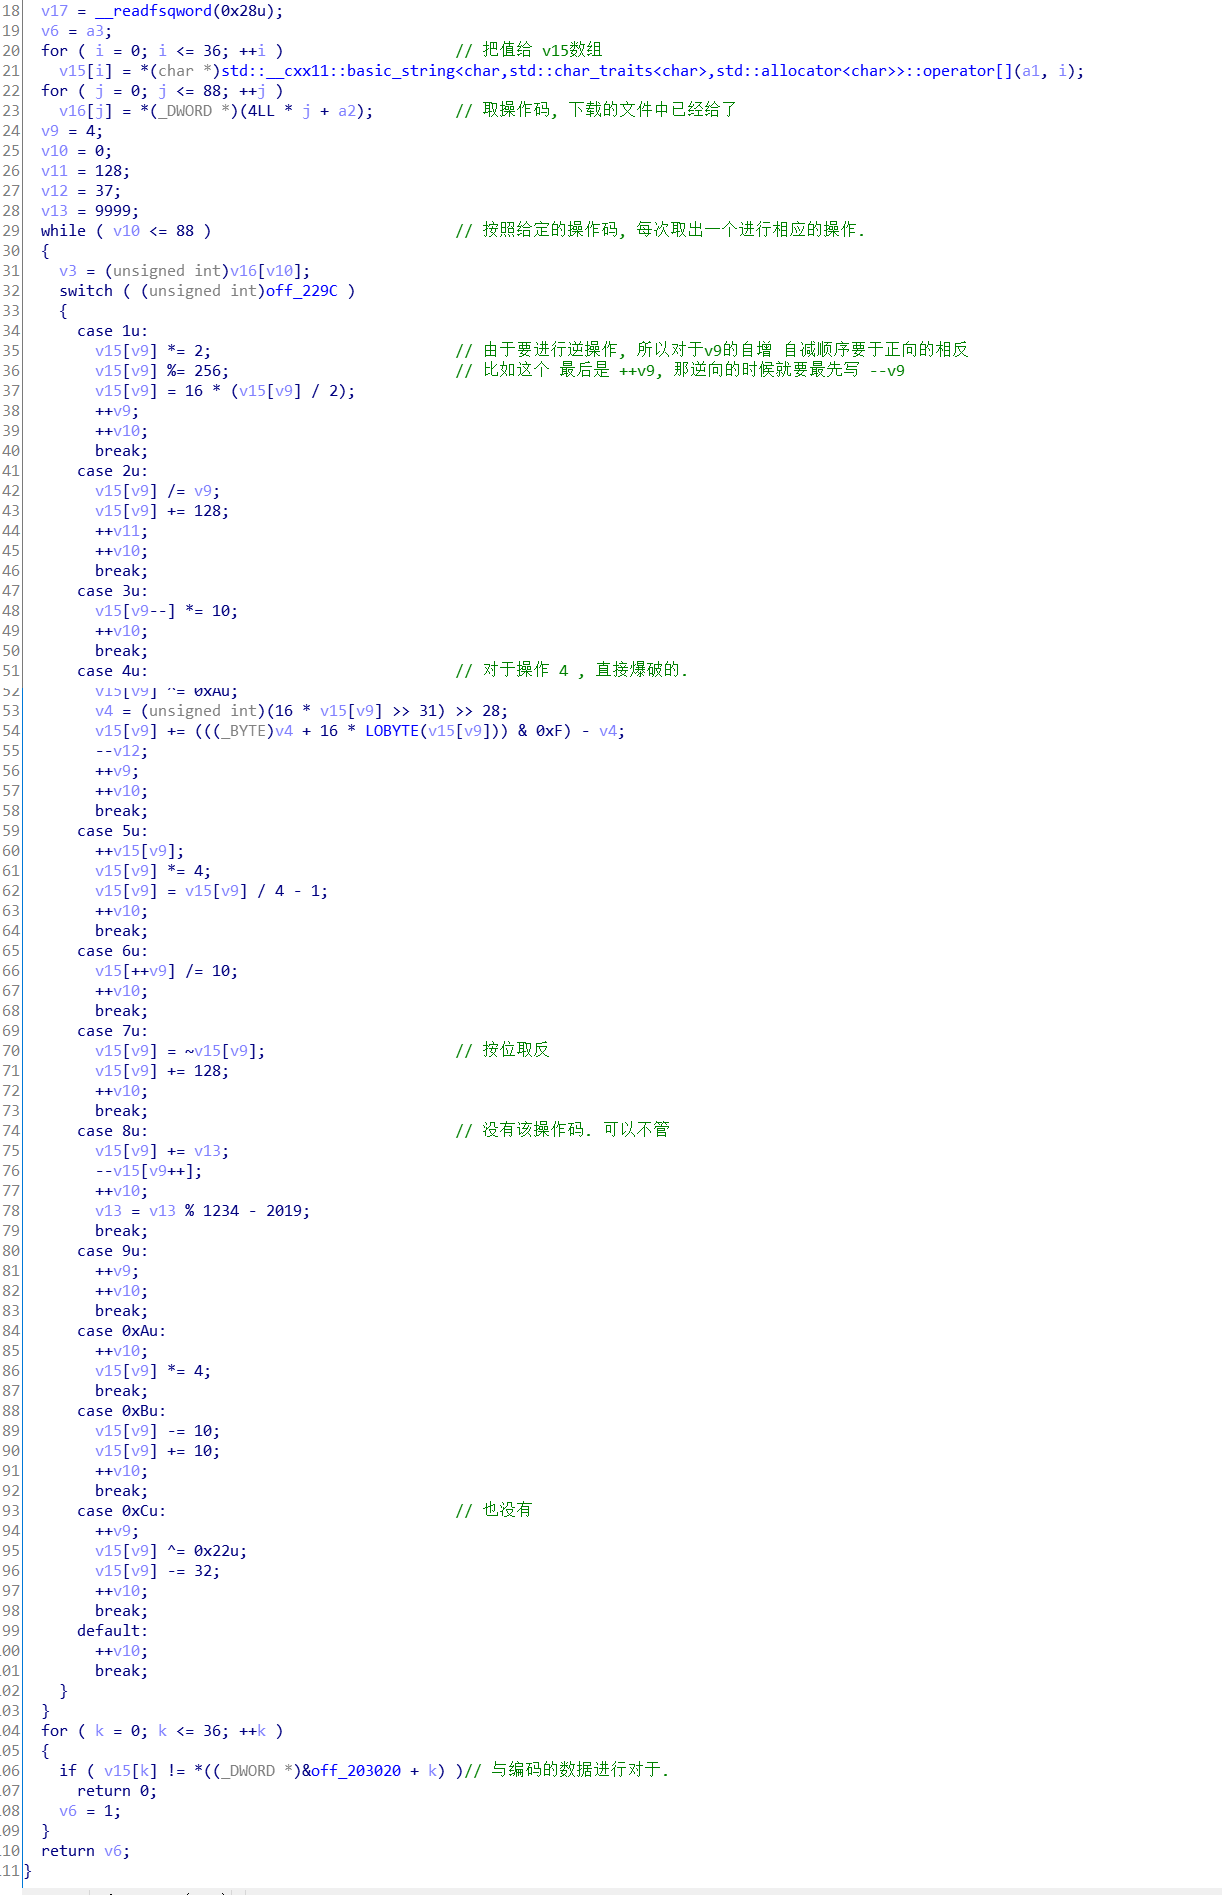 18 v17 = __readfsqword(0x28u);
19 v6 = a3;
20 for ( i = 0; i <= 36; ++i ) // 把值给 v15数组
21 v15[i] = *(char *)std::__cxx11::basic_string<char,std::char_traits<char>,std::allocator<char>>::operator[](a1, i);
22 for ( j = 0; j <= 88; ++j )
23 v16[j] = *(_DWORD *)(4LL * j + a2); // 取操作码, 下载的文件中已经给了
24 v9 = 4;
25 v10 = 0;
26 v11 = 128;
27 v12 = 37;
28 v13 = 9999;
29 while ( v10 <= 88 ) // 按照给定的操作码, 每次取出一个进行相应的操作.
30 {
31 v3 = (unsigned int)v16[v10];
32 switch ( (unsigned int)off_229C )
33 {
34 case 1u:
35 v15[v9] *= 2; // 由于要进行逆操作, 所以对于v9的自增 自减顺序要于正向的相反
36 v15[v9] %= 256; // 比如这个 最后是 ++v9, 那逆向的时候就要最先写 --v9
37 v15[v9] = 16 * (v15[v9] / 2);
38 ++v9;
39 ++v10;
40 break;
41 case 2u:
42 v15[v9] /= v9;
43 v15[v9] += 128;
44 ++v11;
45 ++v10;
46 break;
47 case 3u:
48 v15[v9--] *= 10;
49 ++v10;
50 break;
51 case 4u: // 对于操作 4 , 直接爆破的.
52 v15[v9] ^= 0xAu;
53 v4 = (unsigned int)(16 * v15[v9] >> 31) >> 28;
54 v15[v9] += (((_BYTE)v4 + 16 * LOBYTE(v15[v9])) & 0xF) - v4;
55 --v12;
56 ++v9;
57 ++v10;
58 break;
59 case 5u:
60 ++v15[v9];
61 v15[v9] *= 4;
62 v15[v9] = v15[v9] / 4 - 1;
63 ++v10;
64 break;
65 case 6u:
66 v15[++v9] /= 10;
67 ++v10;
68 break;
69 case 7u:
70 v15[v9] = ~v15[v9]; // 按位取反
71 v15[v9] += 128;
72 ++v10;
73 break;
74 case 8u: // 没有该操作码. 可以不管
75 v15[v9] += v13;
76 --v15[v9++];
77 ++v10;
78 v13 = v13 % 1234 - 2019;
79 break;
80 case 9u:
81 ++v9;
82 ++v10;
83 break;
84 case 0xAu:
85 ++v10;
86 v15[v9] *= 4;
87 break;
88 case 0xBu:
89 v15[v9] -= 10;
90 v15[v9] += 10;
91 ++v10;
92 break;
93 case 0xCu: // 也没有
94 ++v9;
95 v15[v9] ^= 0x22u;
96 v15[v9] -= 32;
97 ++v10;
98 break;
99 default:
100 ++v10;
101 break;
102 }
103 }
104 for ( k = 0; k <= 36; ++k )
105 {
106 if ( v15[k] != *((_DWORD *)&off_203020 + k) )// 与编码的数据进行对于.
107 return 0;
108 v6 = 1;
109 }
110 return v6;
111 }